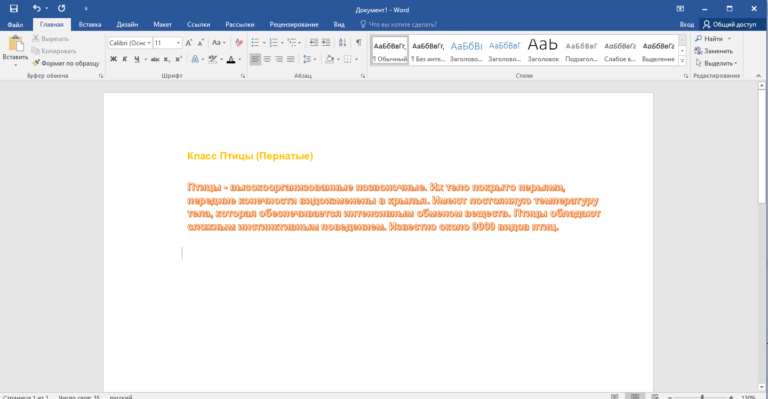 Документ1 - Word
Файл Главная Вставка Дизайн Макет Ссылки Рассылки Рецензирование Вид Что вы хотите сделать? Вход Общий доступ
Вставить
Вырезать
Копировать
Формат по образцу
Буфер обмена
Calibri (Осно 11
Ж К Ч abc x₂ x²
Шрифт
Абзац
АаБбВвГг, АаБбВвГг, АаБбВв АаБбВвГ АаЬ АаБбВвГ АаБбВвГг АаБбВвГг
¶ Обычный ¶ Без инте... Заголово... Заголово... Заголовок Подзагол... Слабое в... Выделение
Стили
Найти
Заменить
Выделить
Редактирование
Класс Птицы (Пернатые)
Птицы - высокоорганизованные позвоночные. Их тело покрыто перьями,
передние конечности видоизменены в крылья. Имеют постоянную температуру
тела, которая обеспечивается интенсивным обменом веществ. Птицы обладают
сложным инстинктивным поведением. Известно около 9000 видов птиц.
Страница 1 из 1 Число слов: 35 русский 130%